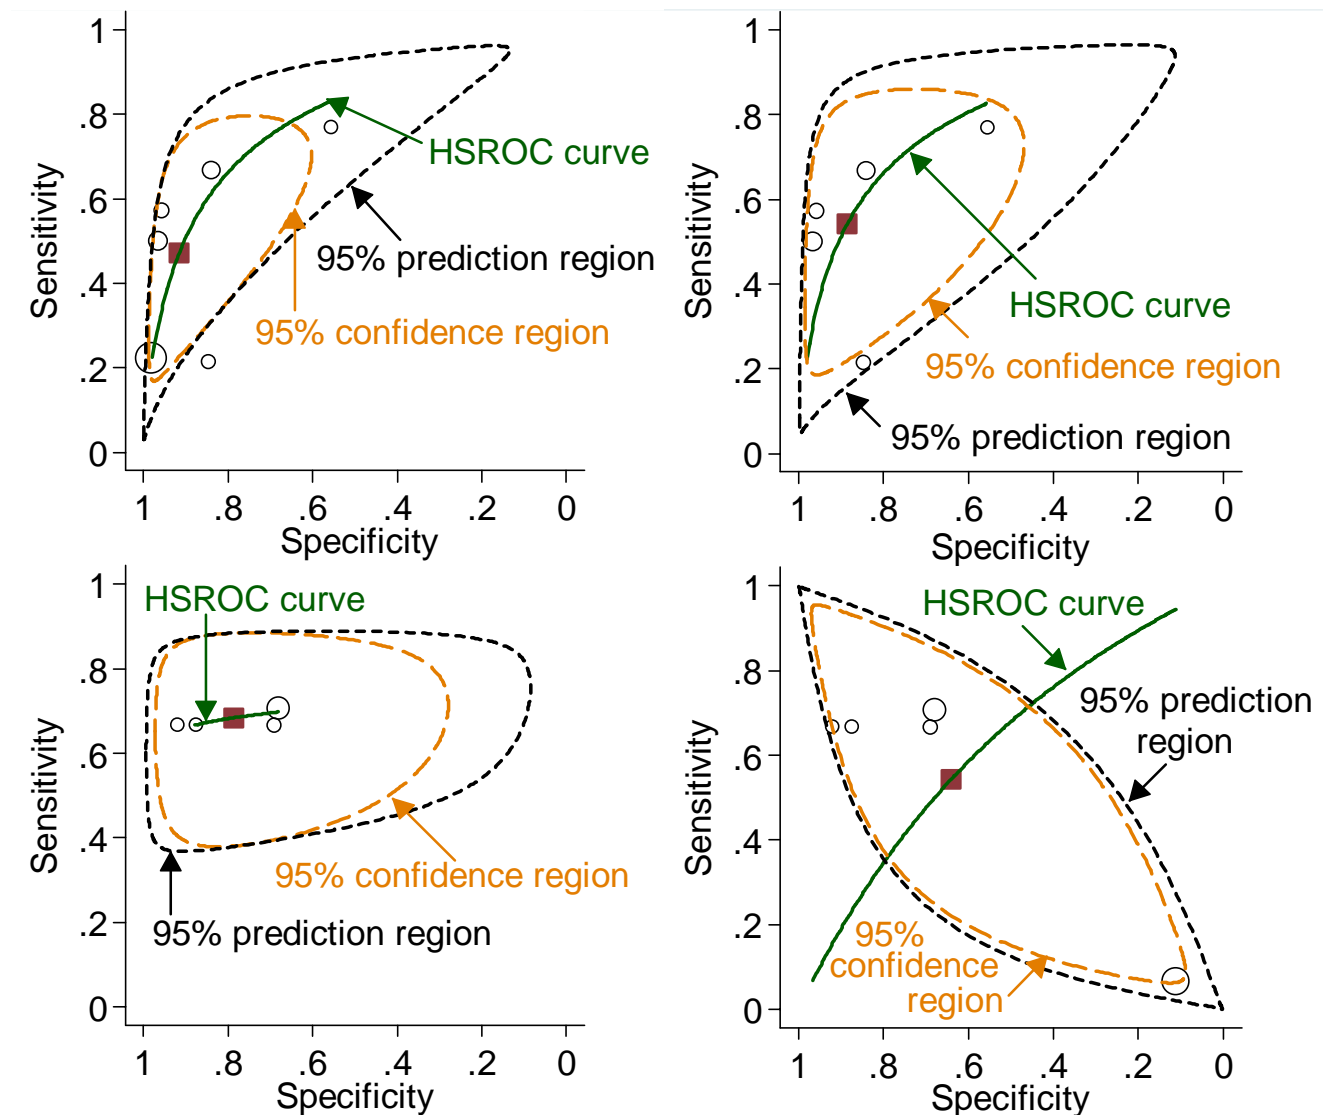 1
.8
.6
.4
.2
0
Sensitivity
HSROC curve
95% prediction region
95% confidence region
1
.8
.6
.4
.2
0
Specificity
1
.8
.6
.4
.2
0
Sensitivity
HSROC curve
95% confidence region
95% prediction region
1
.8
.6
.4
.2
0
Specificity
1
.8
.6
.4
.2
0
Sensitivity
HSROC curve
95% confidence region
95% prediction region
1
.8
.6
.4
.2
0
Specificity
1
.8
.6
.4
.2
0
Sensitivity
HSROC curve
95% prediction
region
95%
confidence
region
1
.8
.6
.4
.2
0
Specificity